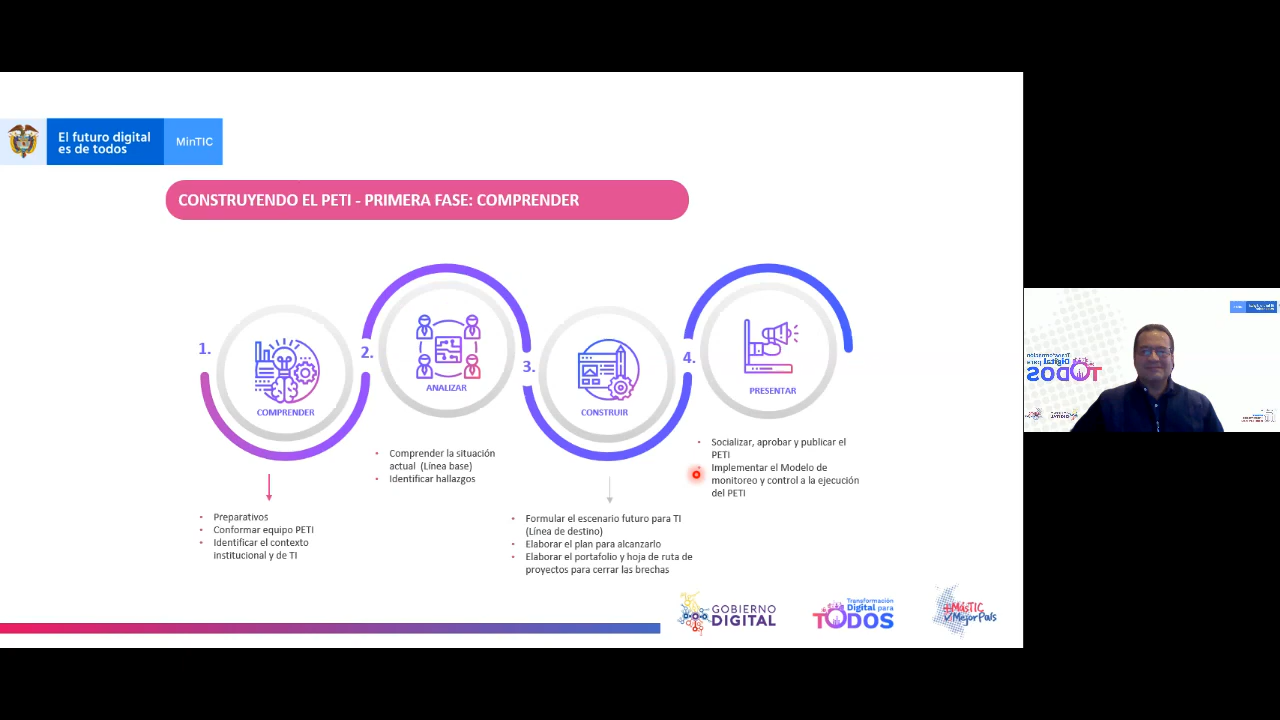 El futuro digital
es de todos
MinTIC
CONSTRUYENDO EL PETI - PRIMERA FASE: COMPRENDER
1.
COMPRENDER
2.
ANALIZAR
3.
CONSTRUIR
4.
PRESENTAR
• Preparativos
• Conformar equipo PETI
• Identificar el contexto
institucional y de TI
• Comprender la situación
actual (Línea base)
• Identificar hallazgos
• Formular el escenario futuro para TI
(Línea de destino)
• Elaborar el plan para alcanzarlo
• Elaborar el portafolio y hoja de ruta de
proyectos para cerrar las brechas
• Socializar, aprobar y publicar el
PETI
• Implementar el Modelo de
monitoreo y control a la ejecución
del PETI
GOBIERNO
DIGITAL
Transformación
Digital para
TODOS
+MásTIC
MejorPaís
Transformación
Digital para
TODOS